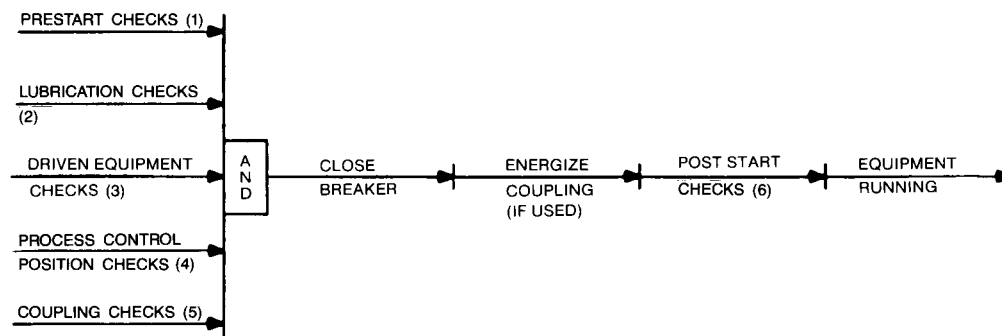 PRESTART CHECKS (1)
LUBRICATION CHECKS
(2)
DRIVEN EQUIPMENT
CHECKS (3)
PROCESS CONTROL
POSITION CHECKS (4)
COUPLING CHECKS (5)
AND
CLOSE
BREAKER
ENERGIZE
COUPLING
(IF USED)
POST START
CHECKS (6)
EQUIPMENT
RUNNING